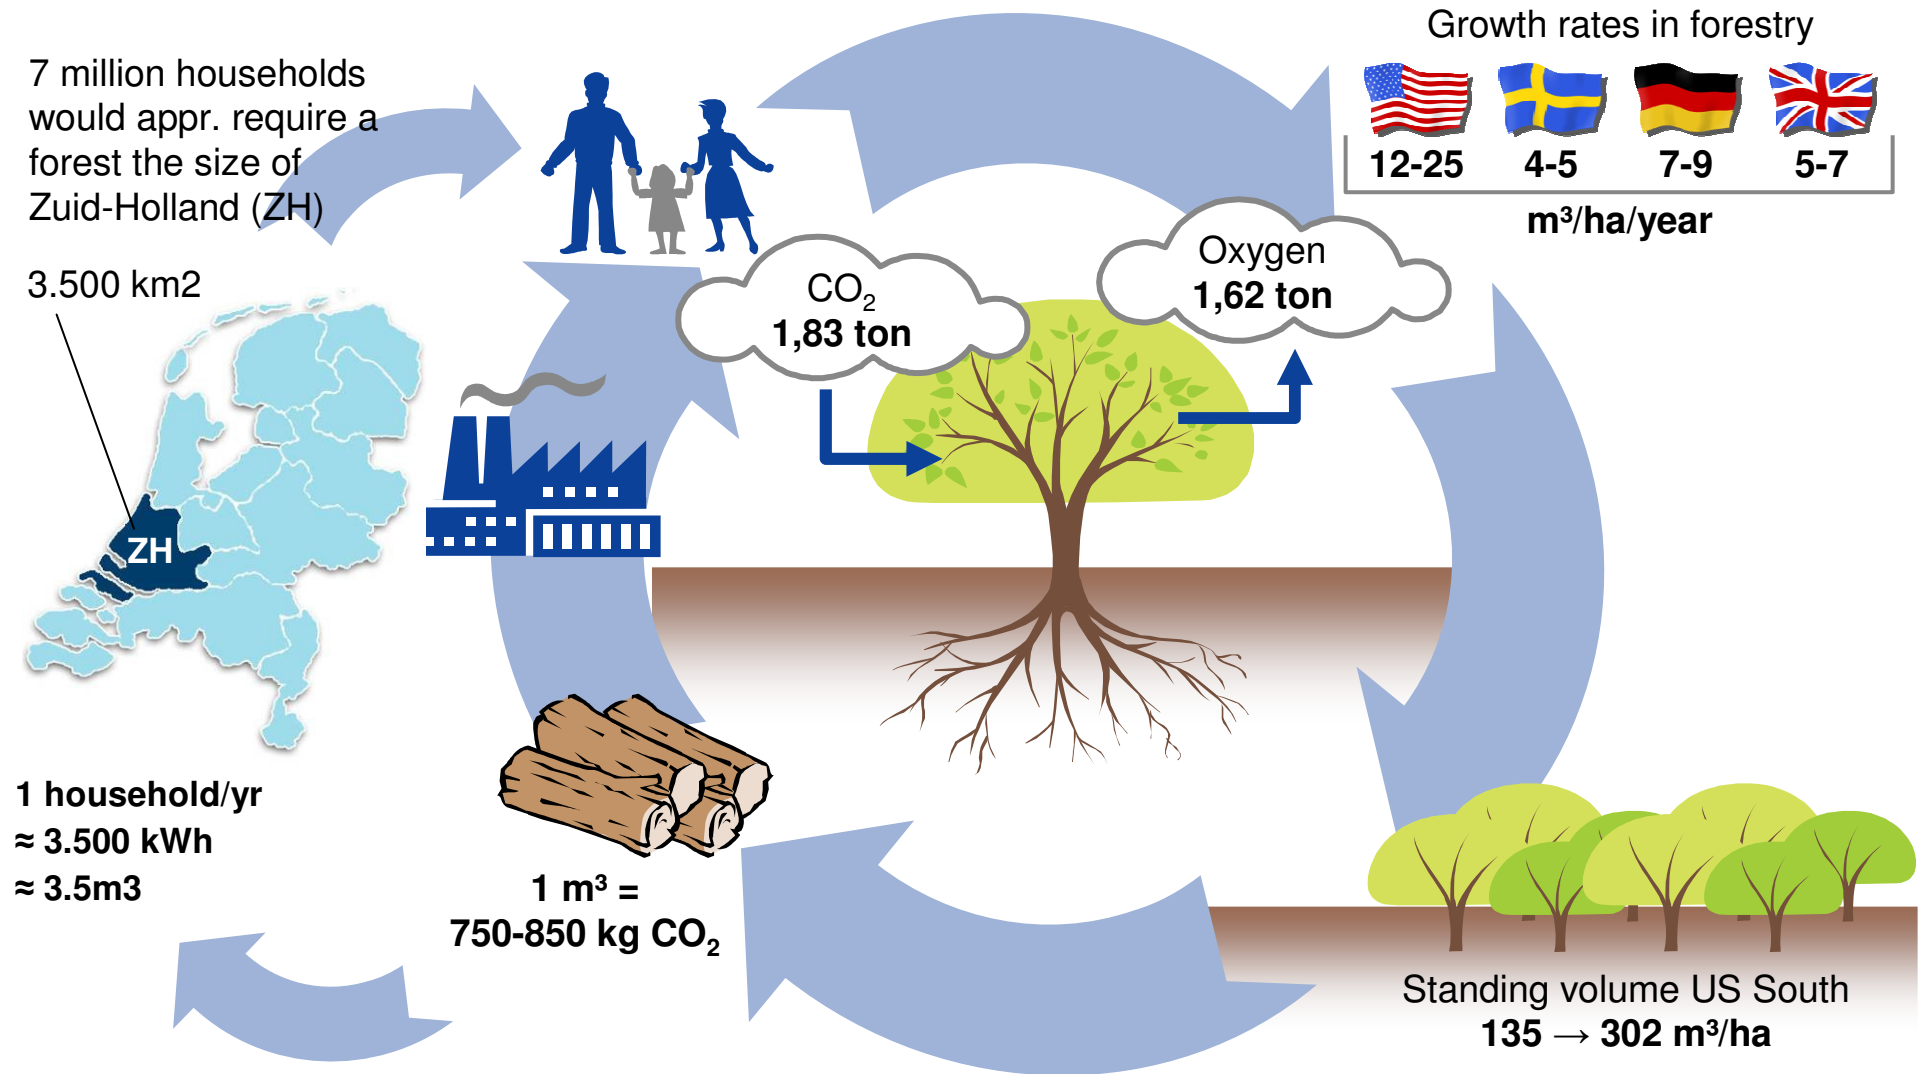 7 million households
would appr. require a
forest the size of
Zuid-Holland (ZH)
3.500 km2
ZH
1 household/yr
≈ 3.500 kWh
≈ 3.5m3
CO₂
1,83 ton
Oxygen
1,62 ton
Growth rates in forestry
12-25 4-5 7-9 5-7
m³/ha/year
1 m³ =
750-850 kg CO₂
Standing volume US South
135 → 302 m³/ha